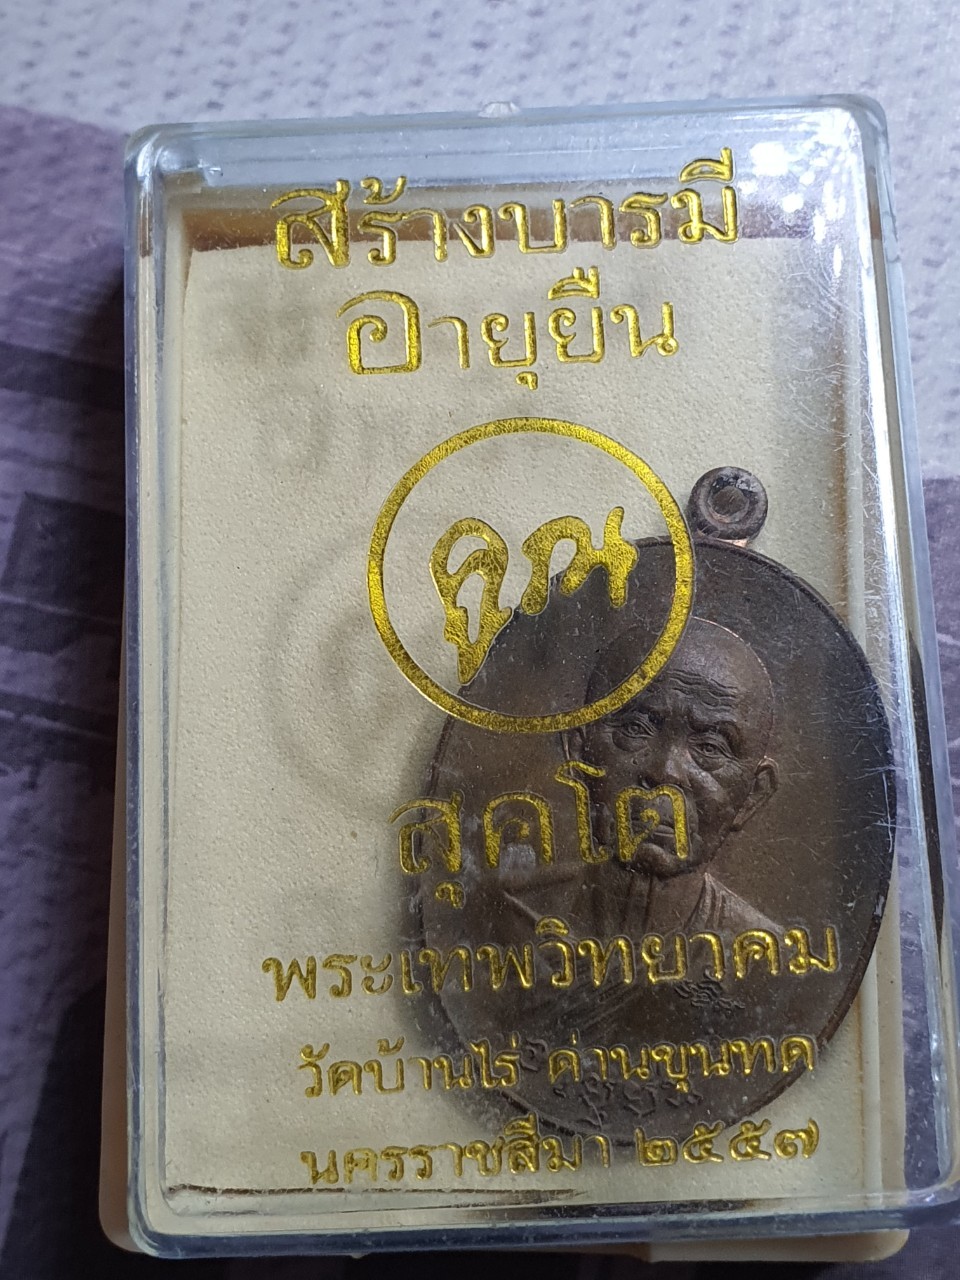 สร้างบารมี
อายุยืน
คูณ
สุคโต
พระเทพวิทยาคม
วัดบ้านไร่ ด่านขุนทด
นครราชสีมา ๒๕๕๗